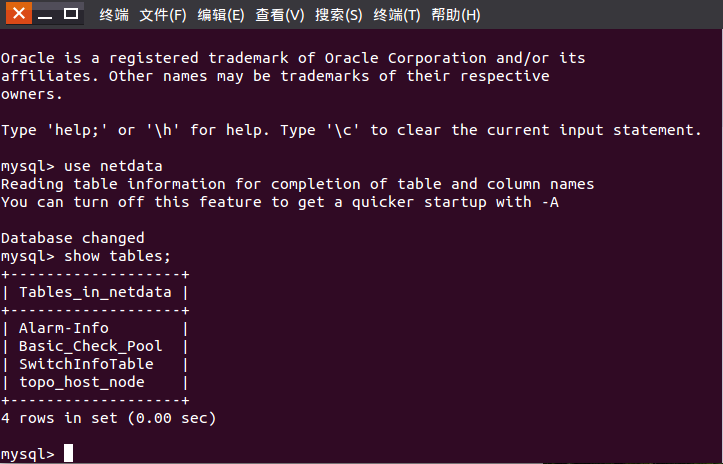 终端 文件(F) 编辑(E) 查看(V) 搜索(S) 终端(T) 帮助(H)
Oracle is a registered trademark of Oracle Corporation and/or its
affiliates. Other names may be trademarks of their respective
owners.
Type 'help;' or '\h' for help. Type '\c' to clear the current input statement.
mysql> use netdata
Reading table information for completion of table and column names
You can turn off this feature to get a quicker startup with -A
Database changed
mysql> show tables;
+-------------------+
| Tables_in_netdata |
+-------------------+
| Alarm-Info        |
| Basic_Check_Pool  |
| SwitchInfoTable   |
| topo_host_node    |
+-------------------+
4 rows in set (0.00 sec)
mysql>